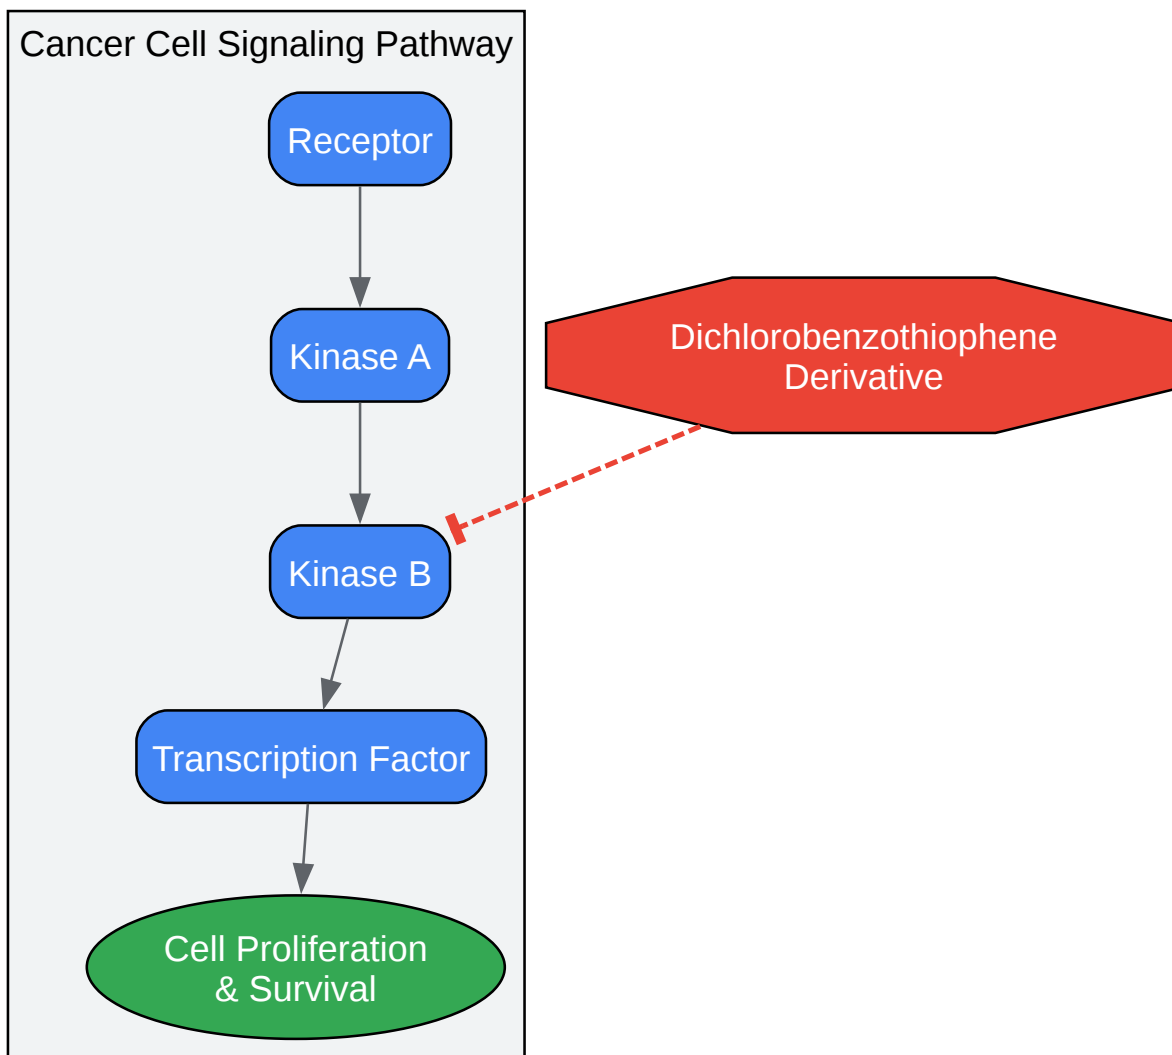 Cancer Cell Signaling Pathway
Receptor
Kinase A
Dichlorobenzothiophene
Derivative
Kinase B
Transcription Factor
Cell Proliferation
& Survival